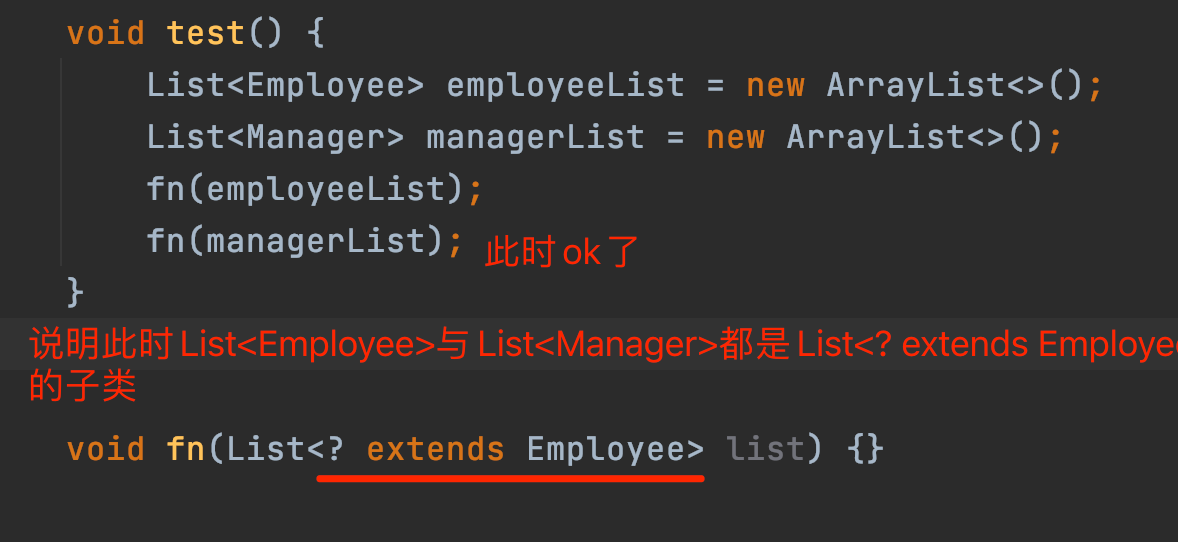 void test() {
List<Employee> employeeList = new ArrayList<>();
List<Manager> managerList = new ArrayList<>();
fn(employeeList);
fn(managerList); 此时ok了
}
说明此时List<Employee>与List<Manager>都是List<? extends Employe
的子类
void fn(List<? extends Employee> list) {}